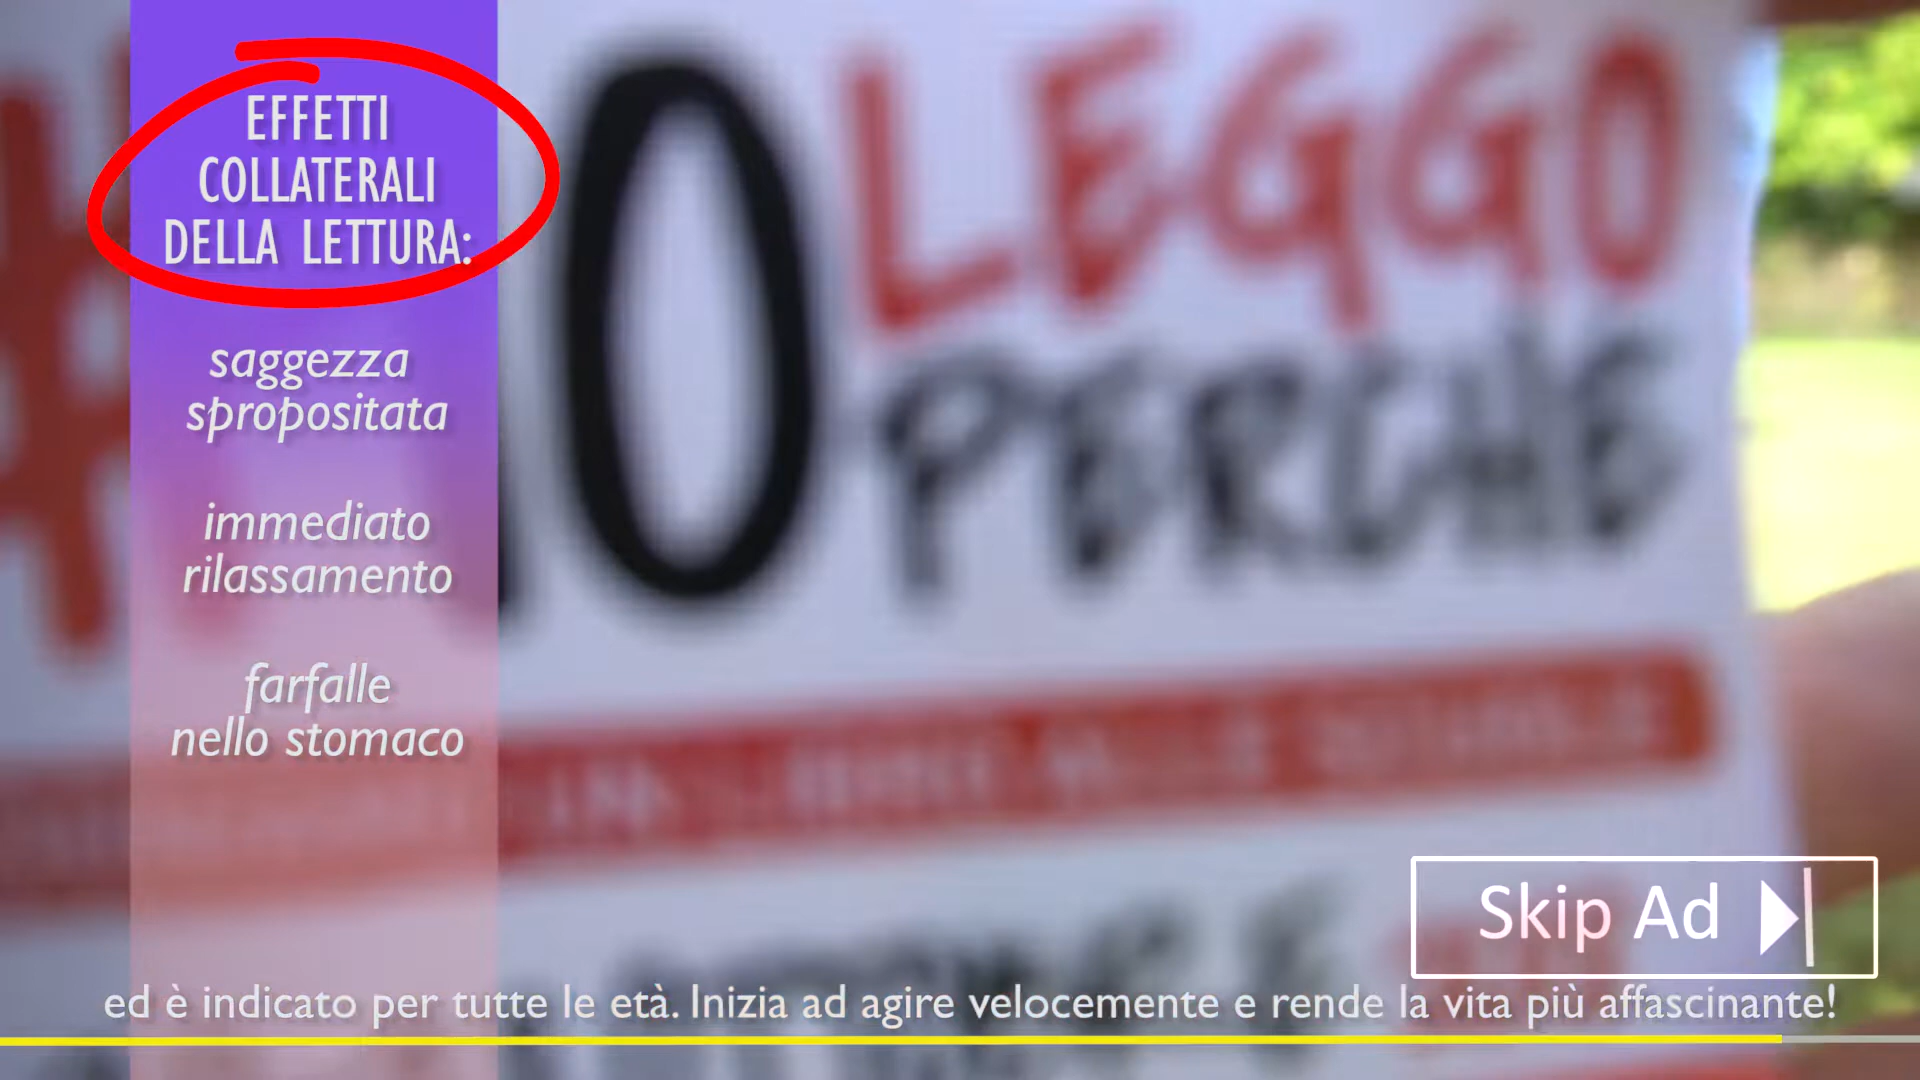 EFFETTI
COLLATERALI
DELLA LETTURA:
saggezza
spropositata
immediato
rilassamento
farfalle
nello stomaco
IO LEGGO
PERCHÉ
Skip Ad
ed è indicato per tutte le età. Inizia ad agire velocemente e rende la vita più affascinante!